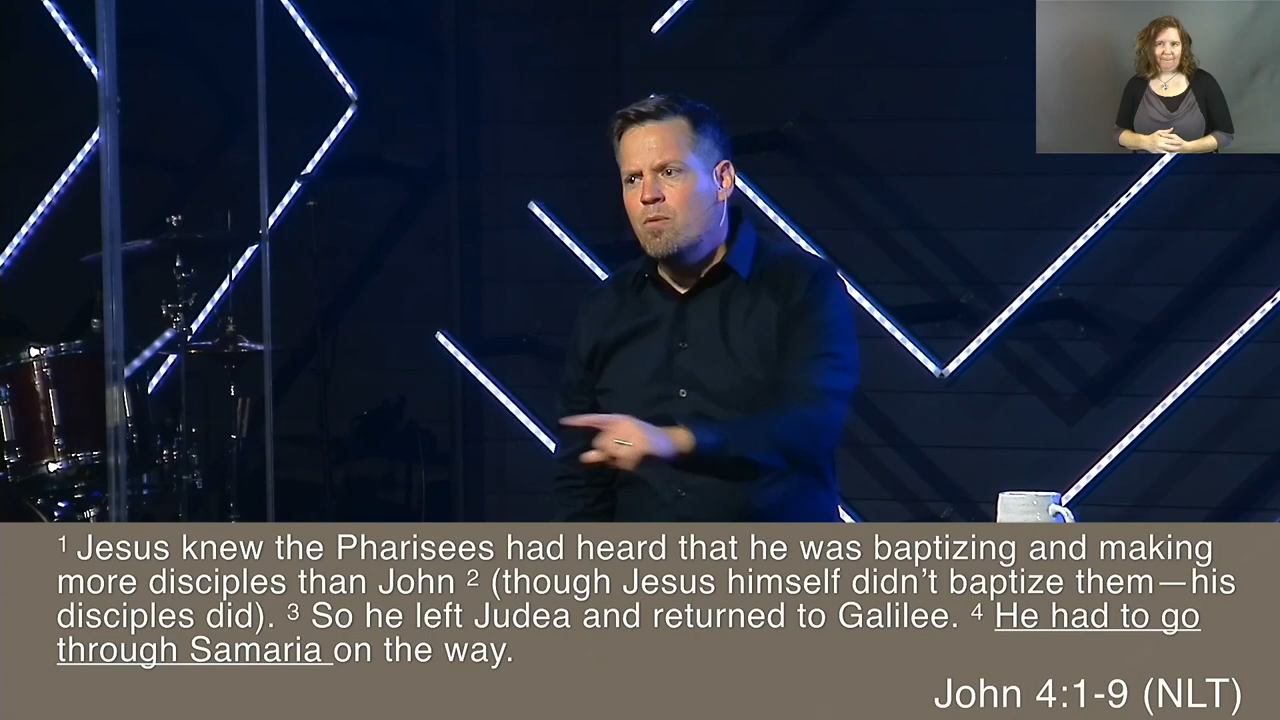 1 Jesus knew the Pharisees had heard that he was baptizing and making
more disciples than John 2 (though Jesus himself didn't baptize them—his
disciples did). 3 So he left Judea and returned to Galilee. 4 He had to go
through Samaria on the way.
John 4:1-9 (NLT)